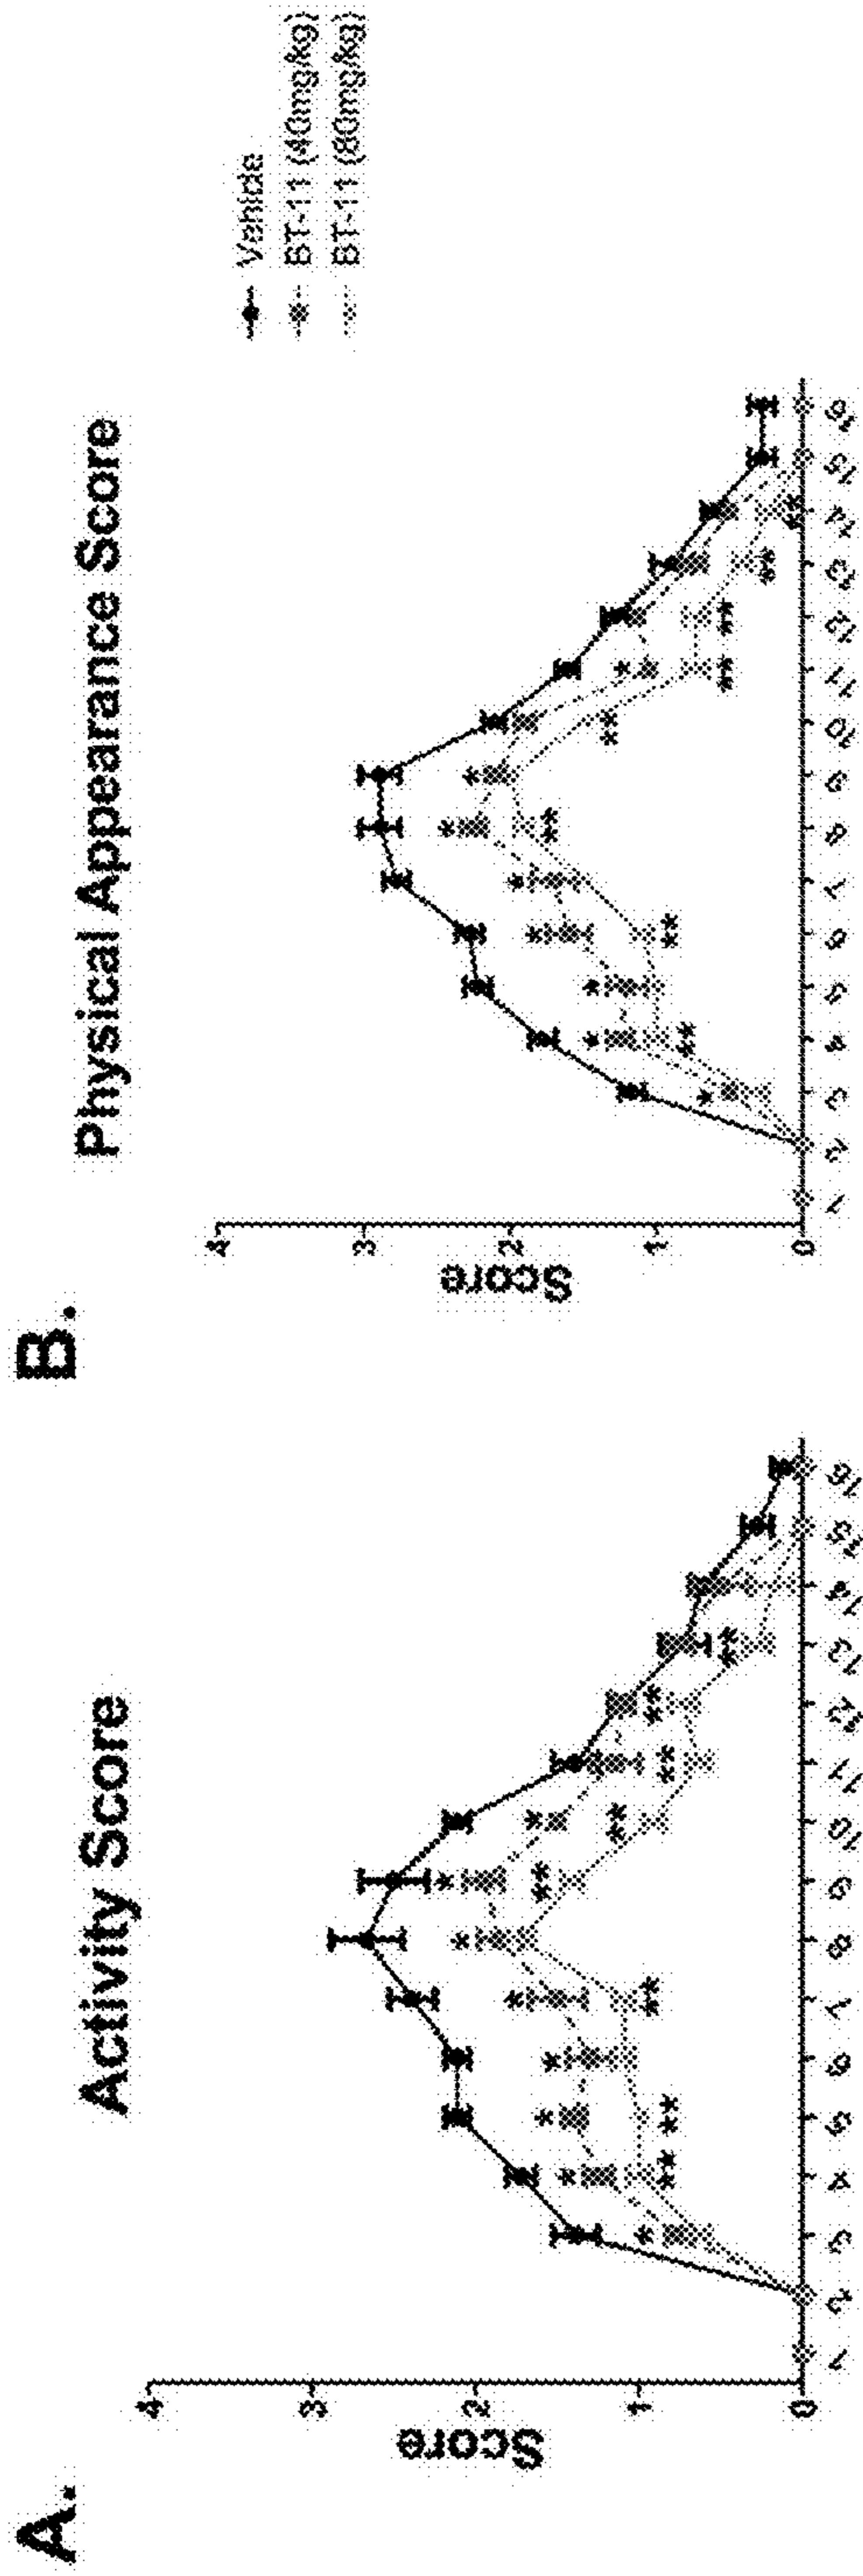 A.
Activity Score
Score
4
3
2
1
0
1 2 3 4 5 6 7 8 9 10 11 12 13 14 15 16
* * * * * * * *
** ** ** ** ** ** ** **
B.
Physical Appearance Score
Score
4
3
2
1
0
1 2 3 4 5 6 7 8 9 10 11 12 13 14 15 16
* * * * * * * *
** ** ** ** ** ** ** **
Vehicle
BT-11 (40mg/kg)
BT-11 (80mg/kg)